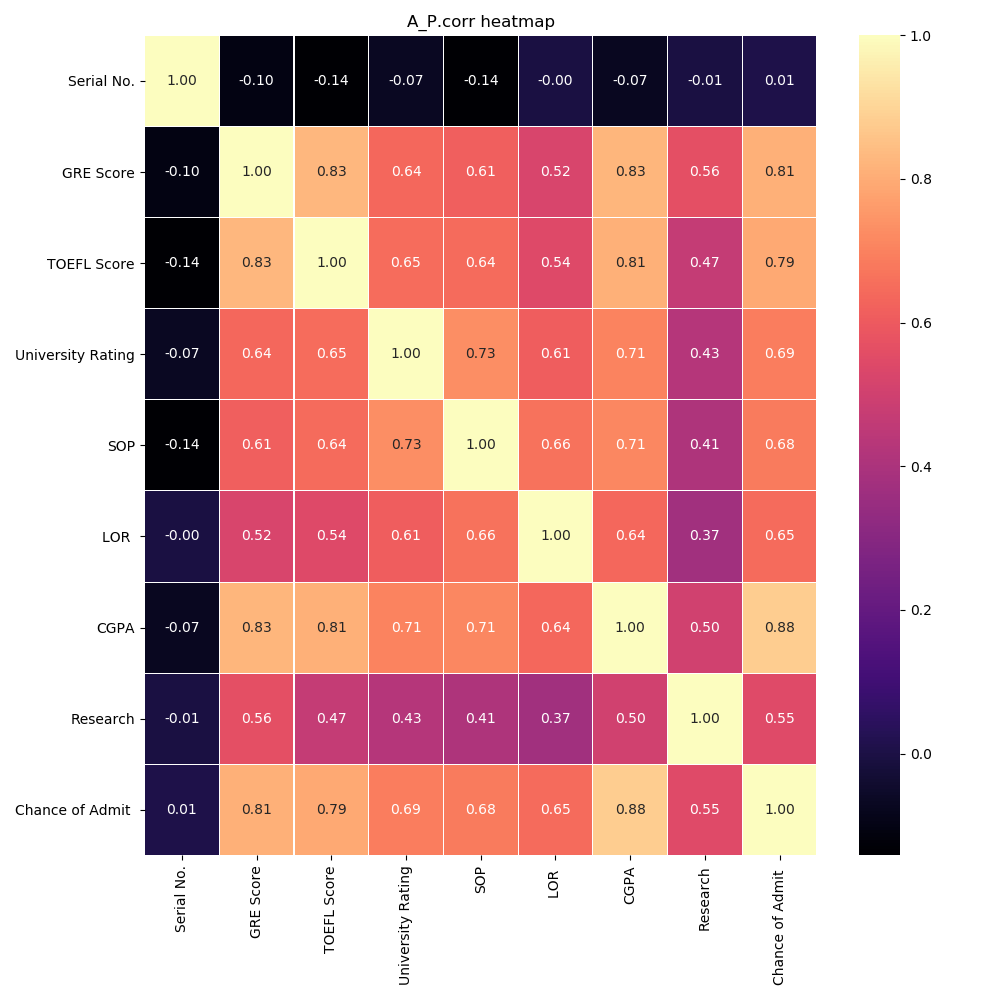 A_P.corr heatmap
Serial No. 1.00 -0.10 -0.14 -0.07 -0.14 -0.00 -0.07 -0.01 0.01
GRE Score -0.10 1.00 0.83 0.64 0.61 0.52 0.83 0.56 0.81
TOEFL Score -0.14 0.83 1.00 0.65 0.64 0.54 0.81 0.47 0.79
University Rating -0.07 0.64 0.65 1.00 0.73 0.61 0.71 0.43 0.69
SOP -0.14 0.61 0.64 0.73 1.00 0.66 0.71 0.41 0.68
LOR -0.00 0.52 0.54 0.61 0.66 1.00 0.64 0.37 0.65
CGPA -0.07 0.83 0.81 0.71 0.71 0.64 1.00 0.50 0.88
Research -0.01 0.56 0.47 0.43 0.41 0.37 0.50 1.00 0.55
Chance of Admit 0.01 0.81 0.79 0.69 0.68 0.65 0.88 0.55 1.00
Serial No.
GRE Score
TOEFL Score
University Rating
SOP
LOR
CGPA
Research
Chance of Admit
1.0
0.8
0.6
0.4
0.2
0.0